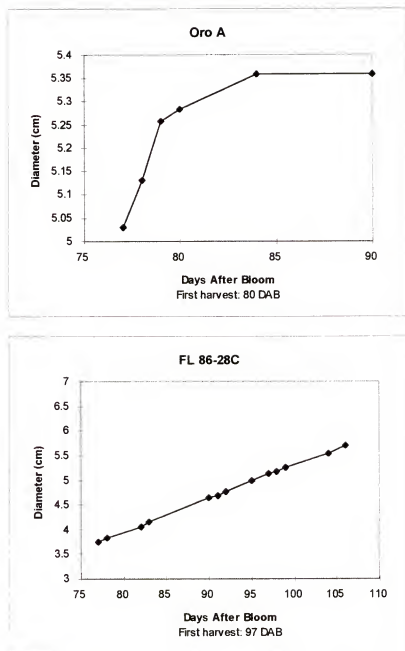 Oro A
5.4
5.35
5.3
5.25
5.2
5.15
5.1
5.05
5
Diameter (cm)
75 80 85 90
Days After Bloom
First harvest: 80 DAB
FL 86-28C
7
6.5
6
5.5
5
4.5
4
3.5
3
Diameter (cm)
75 80 85 90 95 100 105 110
Days After Bloom
First harvest: 97 DAB